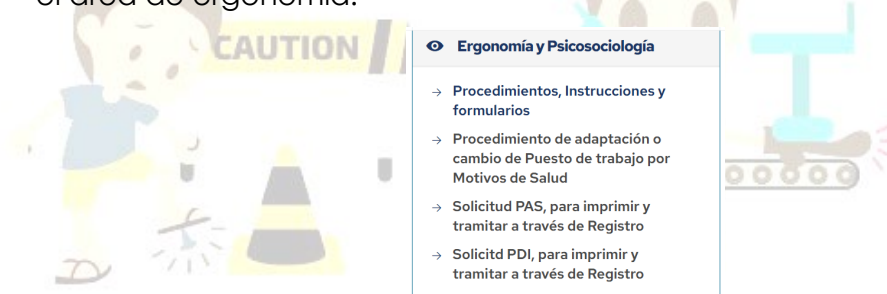 el área de ergonomía.
CAUTION
Ergonomía y Psicosociología
Procedimientos, Instrucciones y
formularios
Procedimiento de adaptación o
cambio de Puesto de trabajo por
Motivos de Salud
Solicitud PAS, para imprimir y
tramitar a través de Registro
Solicitd PDI, para imprimir y
tramitar a través de Registro